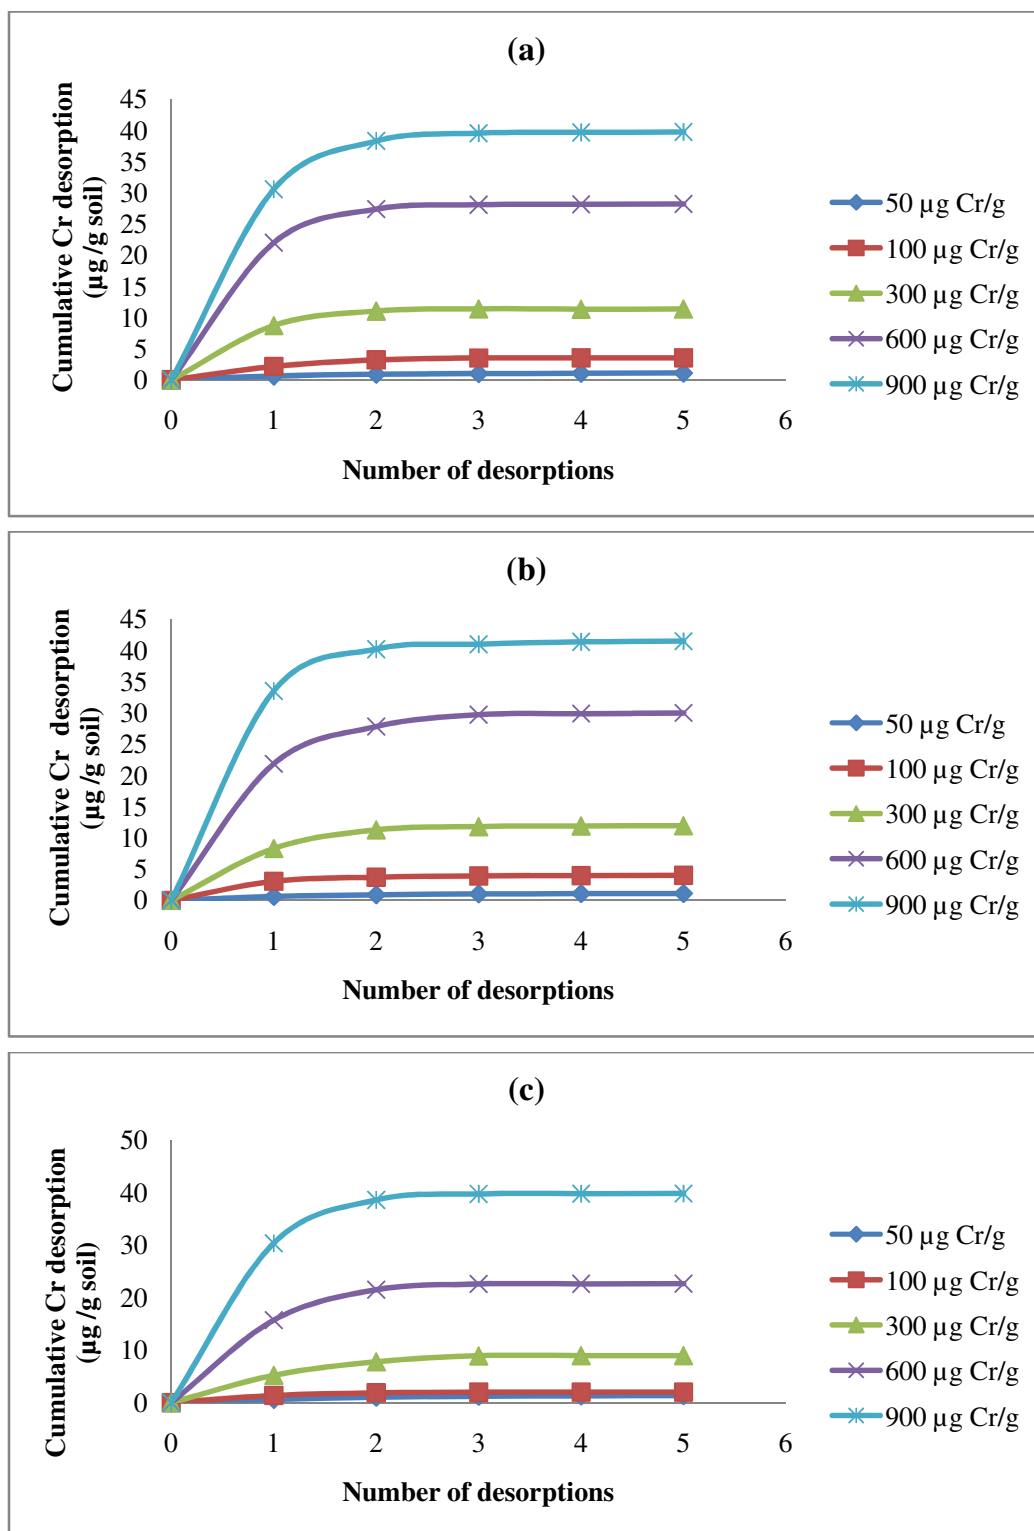 (a)
Cumulative Cr desorption
(µg /g soil)
45
40
35
30
25
20
15
10
5
0
0 1 2 3 4 5 6
Number of desorptions
50 µg Cr/g
100 µg Cr/g
300 µg Cr/g
600 µg Cr/g
900 µg Cr/g
(b)
Cumulative Cr desorption
(µg /g soil)
45
40
35
30
25
20
15
10
5
0
0 1 2 3 4 5 6
Number of desorptions
50 µg Cr/g
100 µg Cr/g
300 µg Cr/g
600 µg Cr/g
900 µg Cr/g
(c)
Cumulative Cr desorption
(µg /g soil)
50
40
30
20
10
0
0 1 2 3 4 5 6
Number of desorptions
50 µg Cr/g
100 µg Cr/g
300 µg Cr/g
600 µg Cr/g
900 µg Cr/g